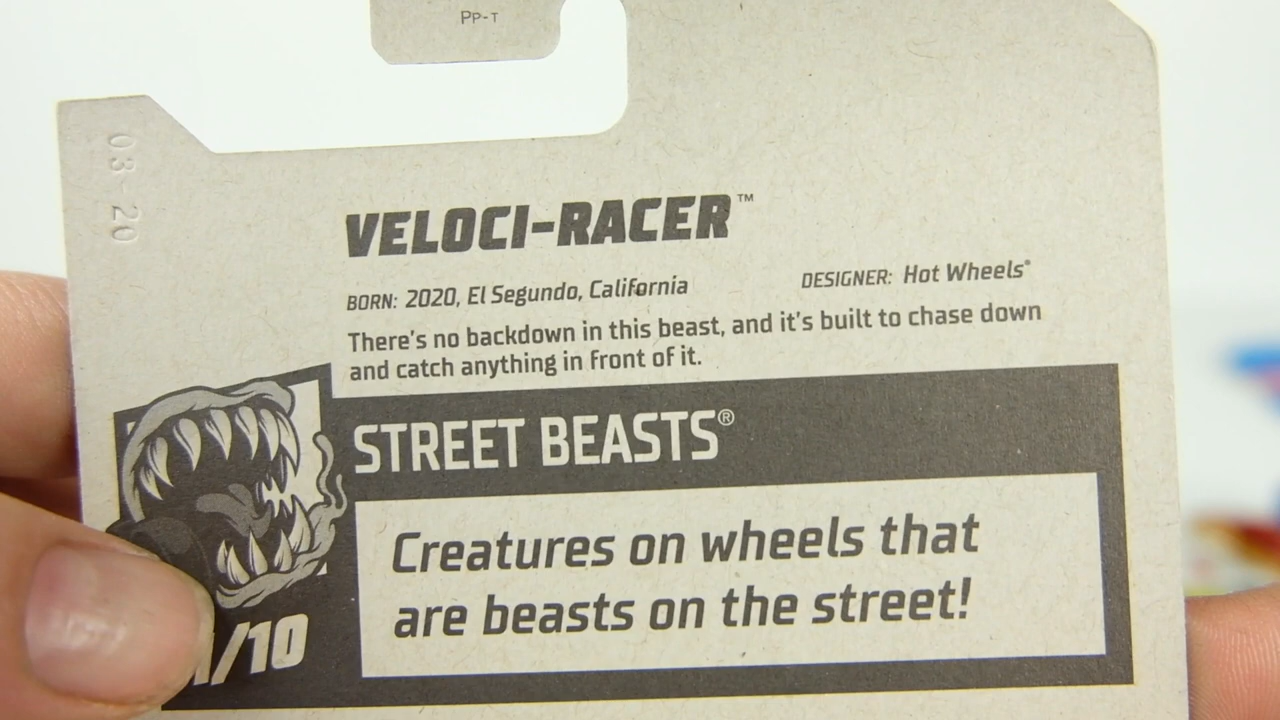 Pp-T
03-20
VELOCI-RACER™
BORN: 2020, El Segundo, California
DESIGNER: Hot Wheels®
There's no backdown in this beast, and it's built to chase down
and catch anything in front of it.
STREET BEASTS®
Creatures on wheels that
are beasts on the street!
/10